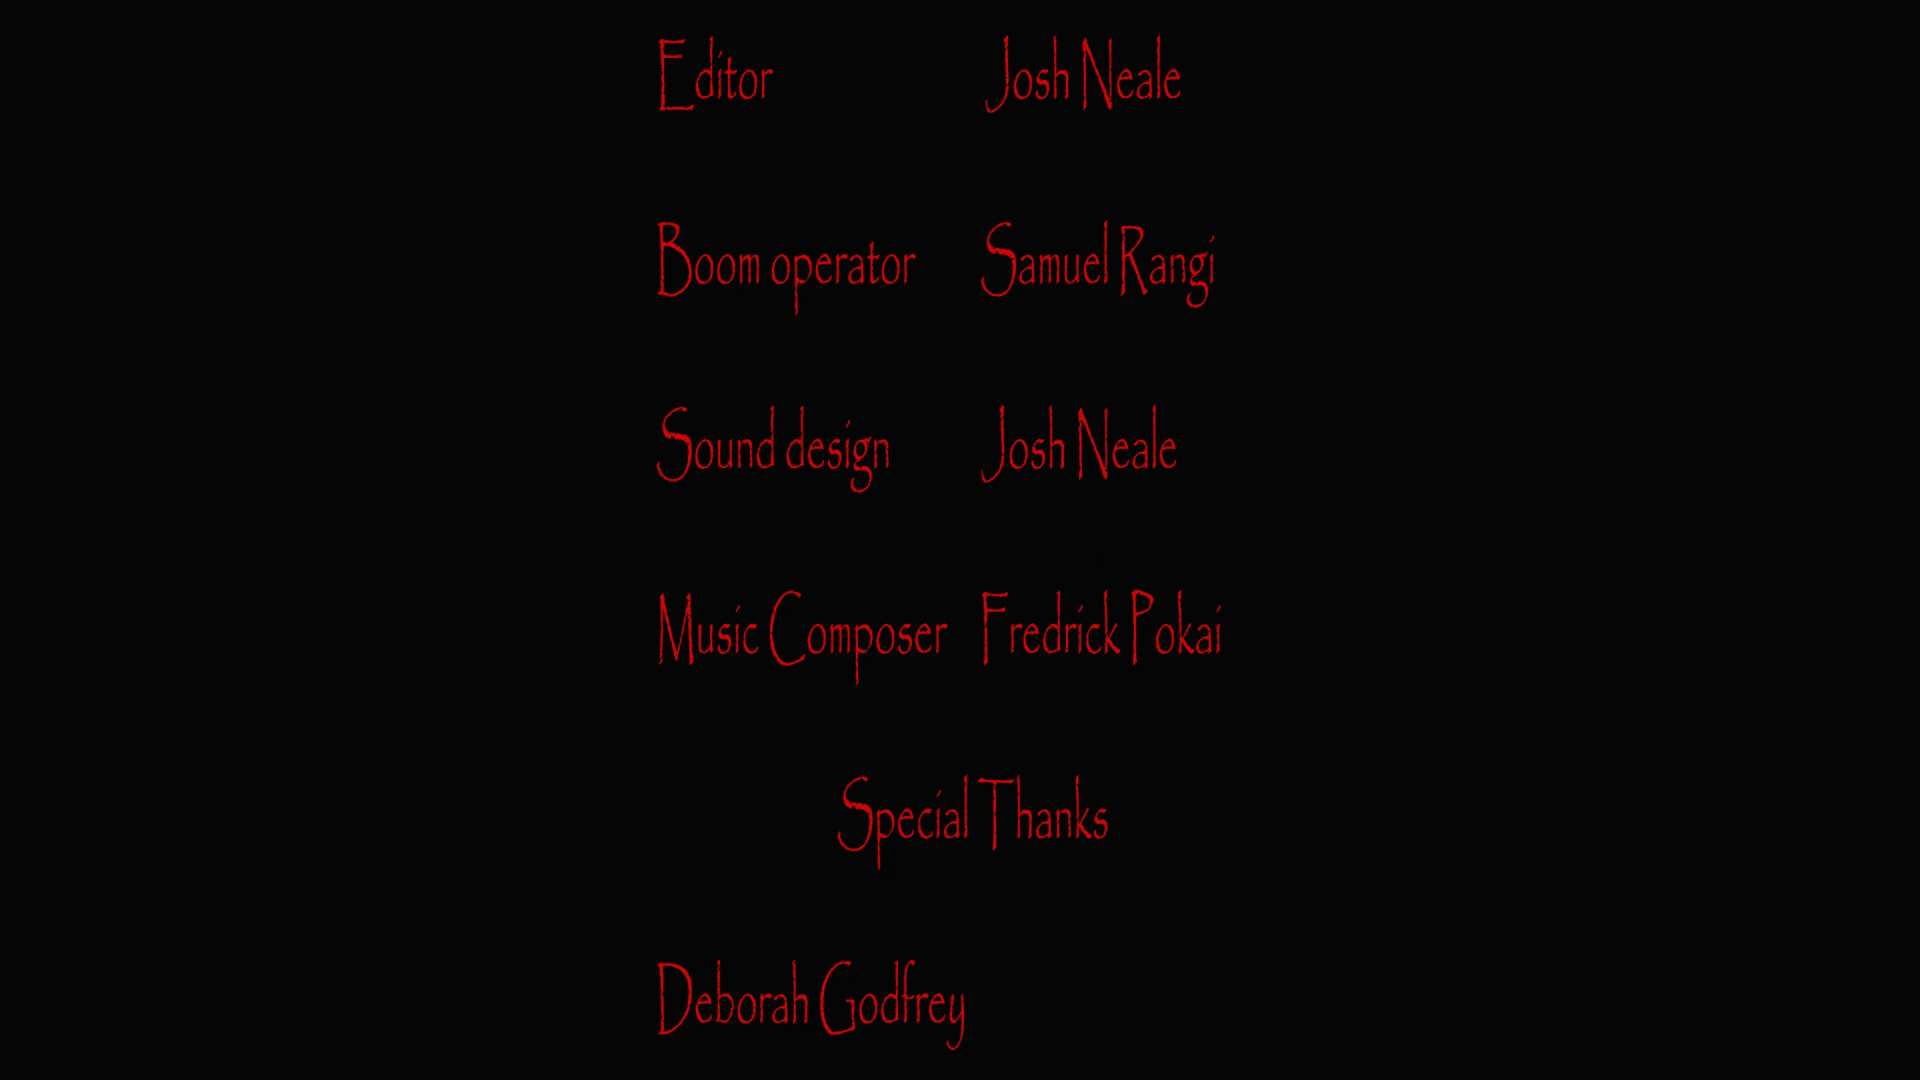 Editor Josh Neale
Boom operator Samuel Rangi
Sound design Josh Neale
Music Composer Fredrick Pokai
Special Thanks
Deborah Godfrey